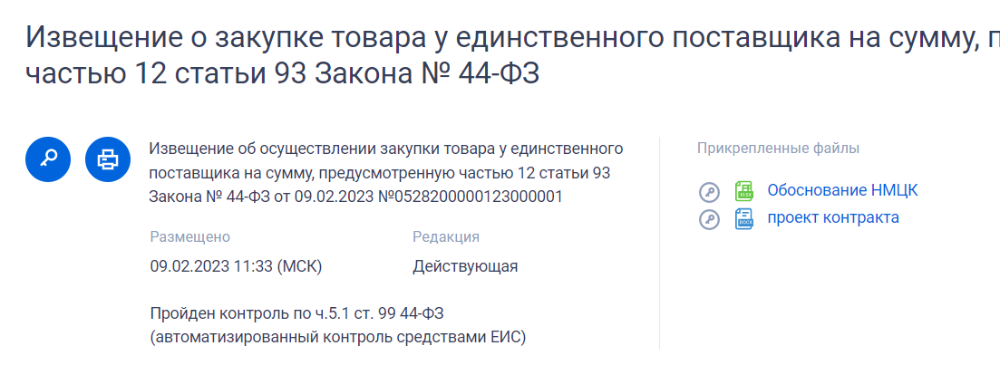 Извещение о закупке товара у единственного поставщика на сумму,
частью 12 статьи 93 Закона № 44-ФЗ
Извещение об осуществлении закупки товара у единственного
поставщика на сумму, предусмотренную частью 12 статьи 93
Закона № 44-ФЗ от 09.02.2023 №0528200000123000001
Размещено
Редакция
09.02.2023 11:33 (МСК)
Действующая
Пройден контроль по ч.5.1 ст. 99 44-ФЗ
(автоматизированный контроль средствами ЕИС)
Прикрепленные файлы
XLSX
Обоснование НМЦК
DOCX
проект контракта